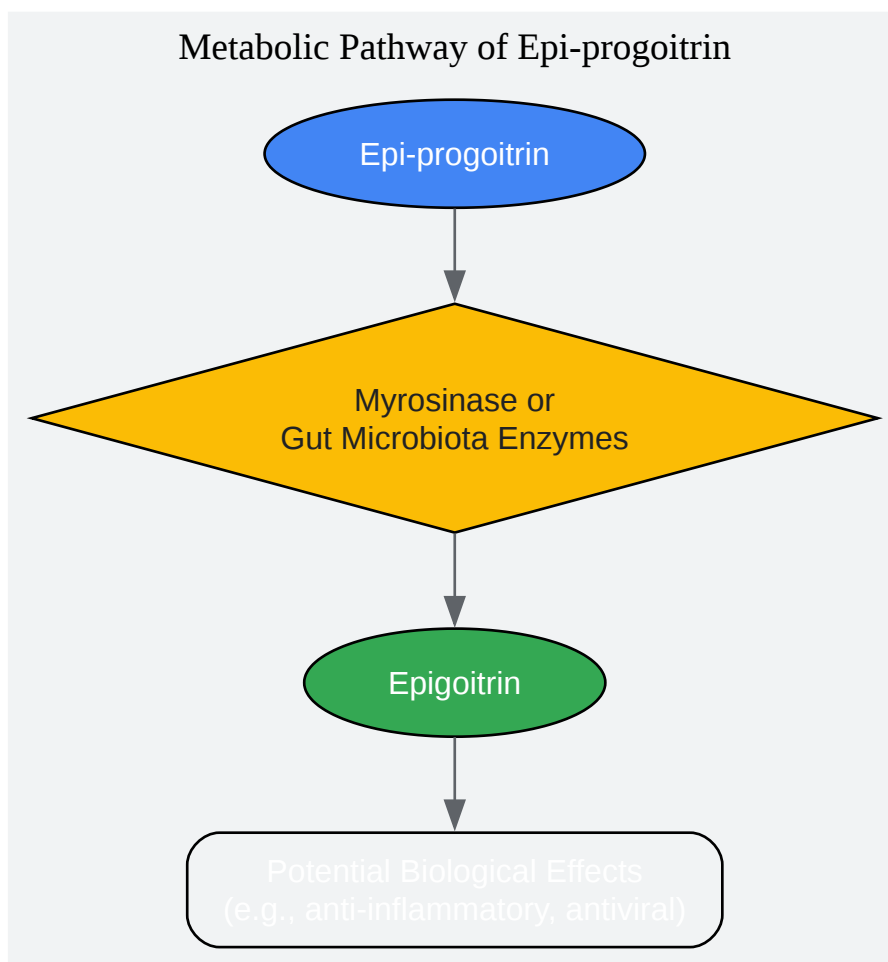 Metabolic Pathway of Epi-progoitrin
Epi-progoitrin
Myrosinase or
Gut Microbiota Enzymes
Epigoitrin
Potential Biological Effects
(e.g., anti-inflammatory, antiviral)